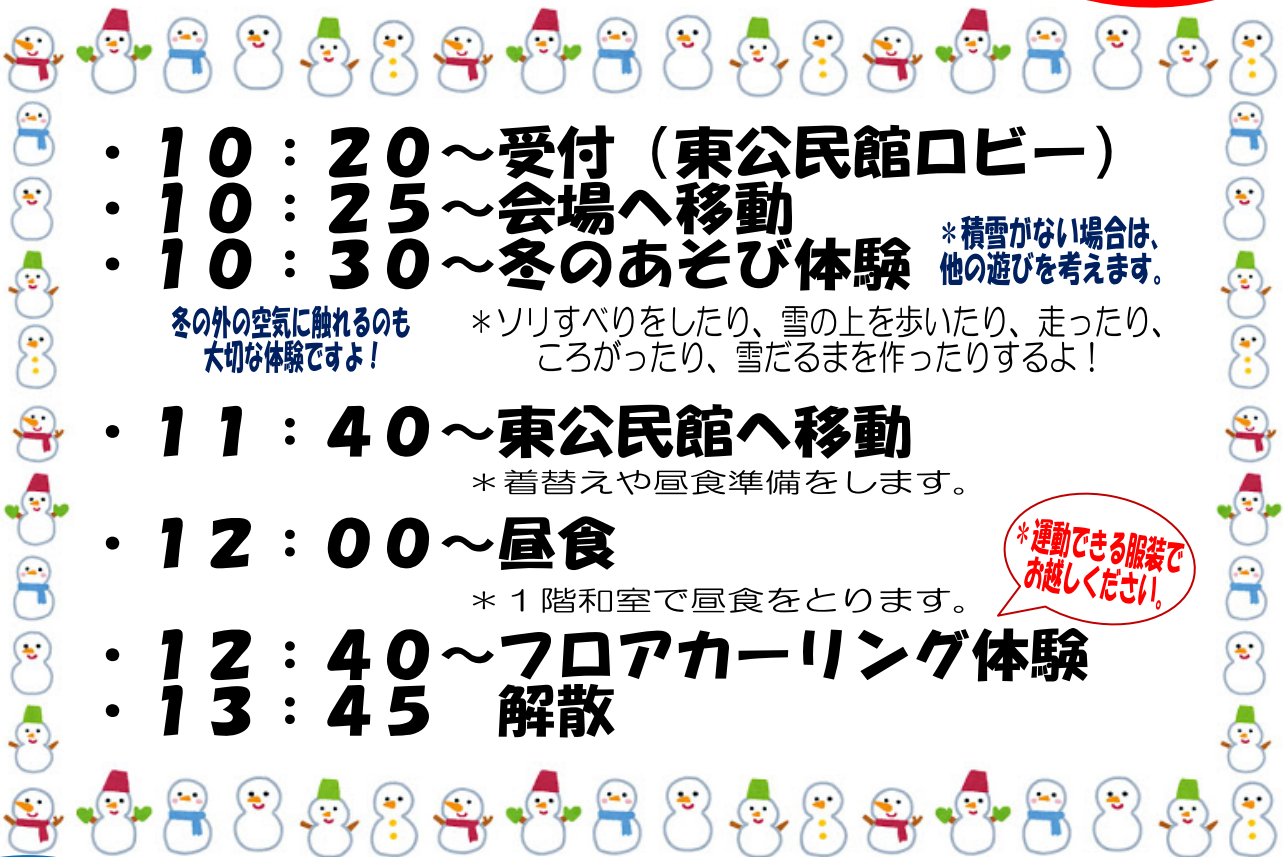 ・１０：２０～受付（東公民館ロビー）
・１０：２５～会場へ移動
・１０：３０～冬のあそび体験
＊積雪がない場合は、
他の遊びを考えます。
冬の外の空気に触れるのも
大切な体験ですよ！
＊ソリすべりをしたり、雪の上を歩いたり、走ったり、
ころがったり、雪だるまを作ったりするよ！
・１１：４０～東公民館へ移動
＊着替えや昼食準備をします。
・１２：００～昼食
＊１階和室で昼食をとります。
＊運動できる服装で
お越しください。
・１２：４０～フロアカーリング体験
・１３：４５　解散